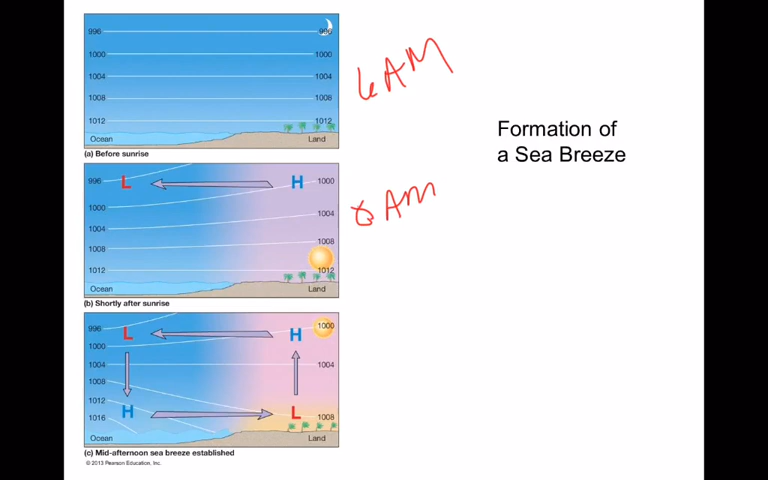 996 996
1000 1000
1004 1004
1008 1008
1012 1012
Ocean Land
(a) Before sunrise
6AM
Formation of
a Sea Breeze
996 L H 1000
1000
1004
1004
1008 1008
1012 1012
Ocean Land
(b) Shortly after sunrise
8AM
996 L H 1000
1000
1004 1004
1008
1012
1016 H L 1008
Ocean Land
(c) Mid-afternoon sea breeze established
© 2013 Pearson Education, Inc.